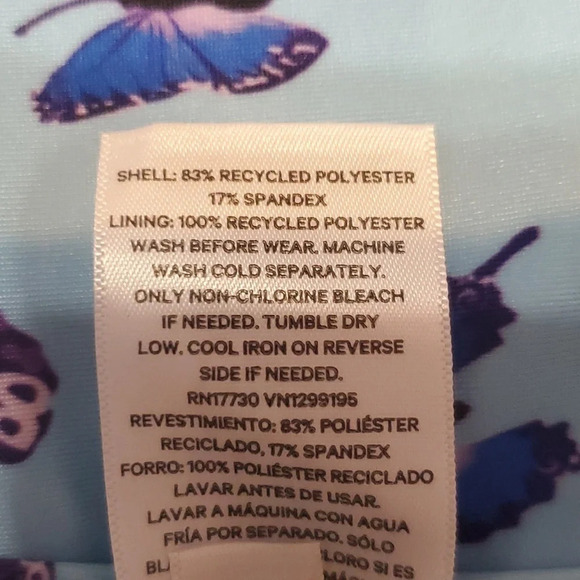 SHELL: 83% RECYCLED POLYESTER
17% SPANDEX
LINING: 100% RECYCLED POLYESTER
WASH BEFORE WEAR. MACHINE
WASH COLD SEPARATELY.
ONLY NON-CHLORINE BLEACH
IF NEEDED. TUMBLE DRY
LOW. COOL IRON ON REVERSE
SIDE IF NEEDED.
RN17730 VN1299195
REVESTIMIENTO: 83% POLIÉSTER
RECICLADO, 17% SPANDEX
FORRO: 100% POLIÉSTER RECICLADO
LAVAR ANTES DE USAR.
LAVAR A MÁQUINA CON AGUA
FRÍA POR SEPARADO. SÓLO
CLORO SI ES